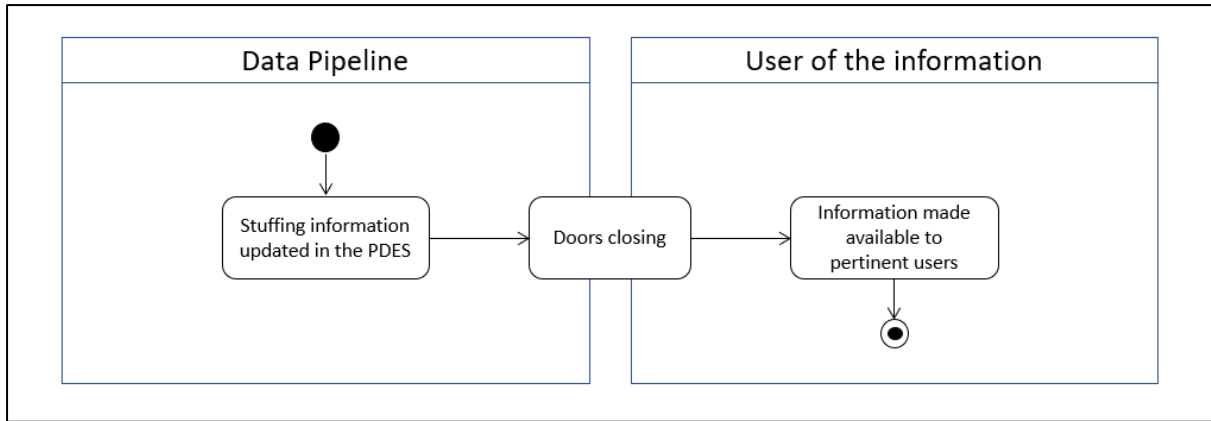 Data Pipeline
User of the information
Stuffing information
updated in the PDES
Doors closing
Information made
available to
pertinent users